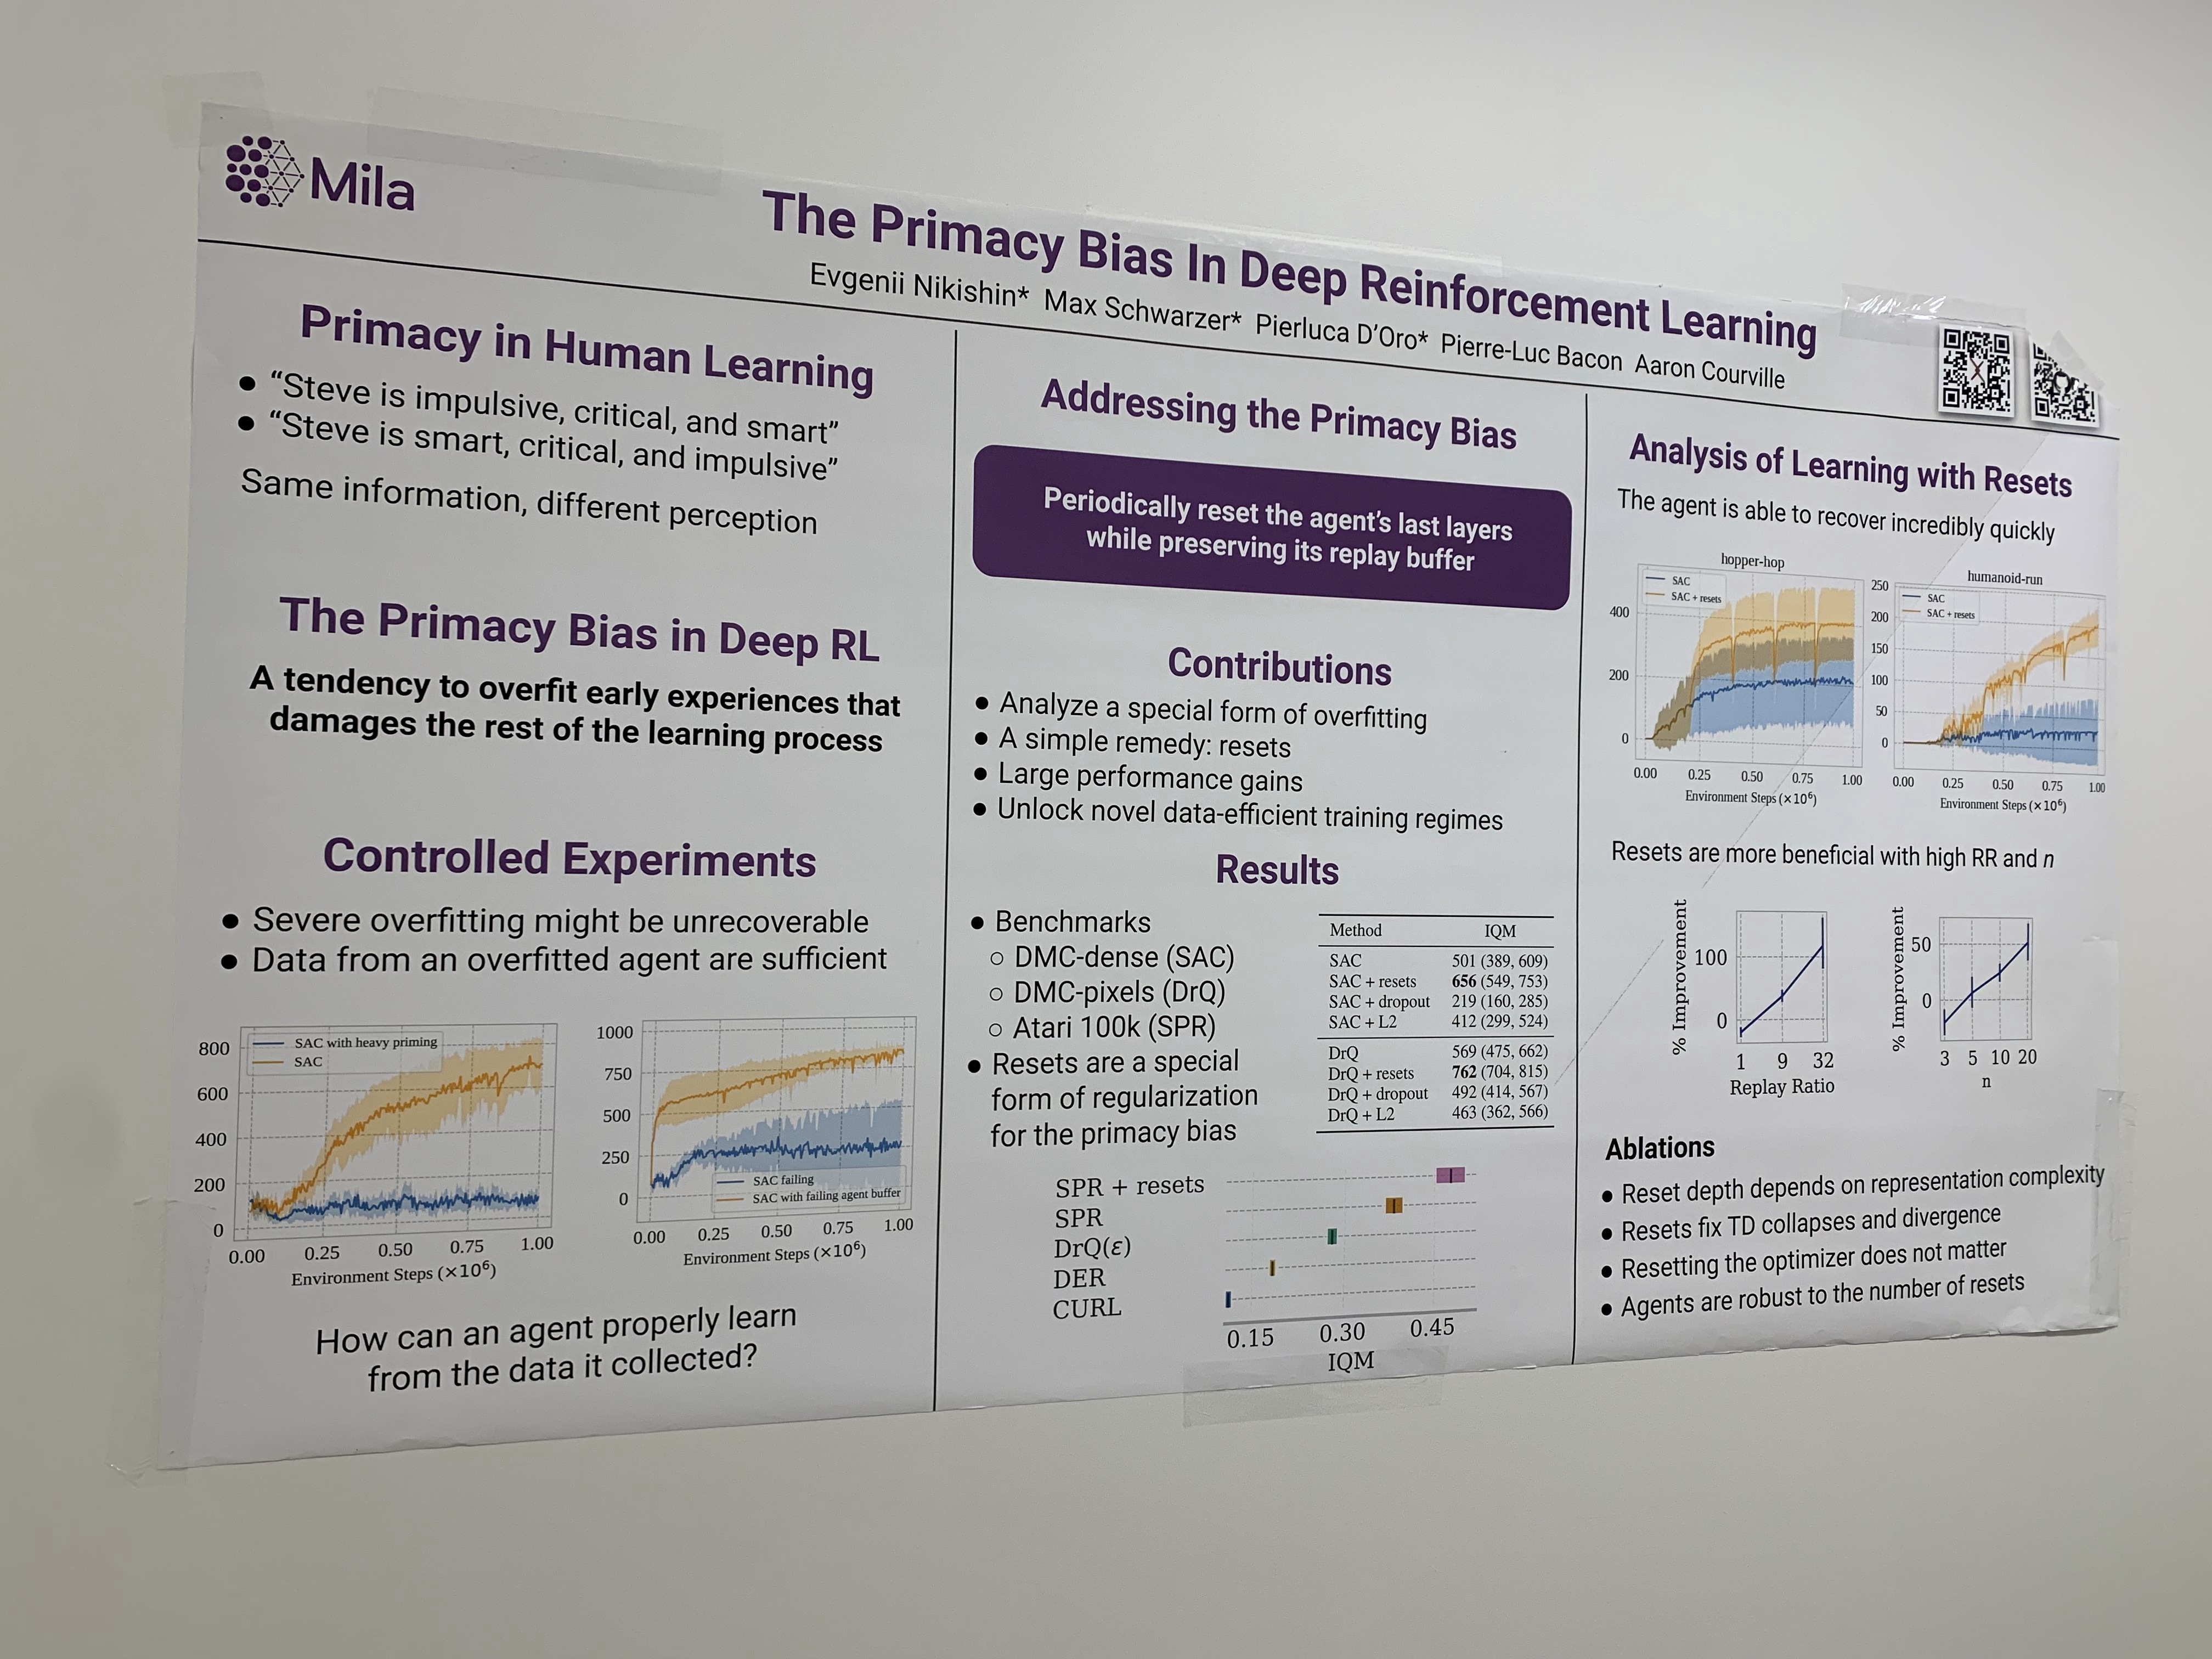 Mila
The Primacy Bias In Deep Reinforcement Learning
Evgenii Nikishin* Max Schwarzer* Pierluca D'Oro* Pierre-Luc Bacon Aaron Courville
Primacy in Human Learning
● “Steve is impulsive, critical, and smart”
● “Steve is smart, critical, and impulsive”
Same information, different perception
The Primacy Bias in Deep RL
A tendency to overfit early experiences that
damages the rest of the learning process
Controlled Experiments
● Severe overfitting might be unrecoverable
● Data from an overfitted agent are sufficient
SAC with heavy priming
SAC
800
600
400
200
0
0.00 0.25 0.50 0.75 1.00
Environment Steps (×10⁶)
1000
750
500
250
0
SAC failing
SAC with failing agent buffer
0.00 0.25 0.50 0.75 1.00
Environment Steps (×10⁶)
How can an agent properly learn
from the data it collected?
Addressing the Primacy Bias
Periodically reset the agent's last layers
while preserving its replay buffer
Contributions
● Analyze a special form of overfitting
● A simple remedy: resets
● Large performance gains
● Unlock novel data-efficient training regimes
Results
● Benchmarks
○ DMC-dense (SAC)
○ DMC-pixels (DrQ)
○ Atari 100k (SPR)
● Resets are a special
form of regularization
for the primacy bias
Method IQM
SAC 501 (389, 609)
SAC + resets 656 (549, 753)
SAC + dropout 219 (160, 285)
SAC + L2 412 (299, 524)
DrQ 569 (475, 662)
DrQ + resets 762 (704, 815)
DrQ + dropout 492 (414, 567)
DrQ + L2 463 (362, 566)
SPR + resets
SPR
DrQ(ε)
DER
CURL
0.15 0.30 0.45
IQM
Analysis of Learning with Resets
The agent is able to recover incredibly quickly
hopper-hop
SAC
SAC + resets
400
200
0
0.00 0.25 0.50 0.75 1.00
Environment Steps (×10⁶)
humanoid-run
SAC
SAC + resets
250
200
150
100
50
0
0.00 0.25 0.50 0.75 1.00
Environment Steps (×10⁶)
Resets are more beneficial with high RR and n
% Improvement
100
0
1 9 32
Replay Ratio
% Improvement
50
0
3 5 10 20
n
Ablations
● Reset depth depends on representation complexity
● Resets fix TD collapses and divergence
● Resetting the optimizer does not matter
● Agents are robust to the number of resets